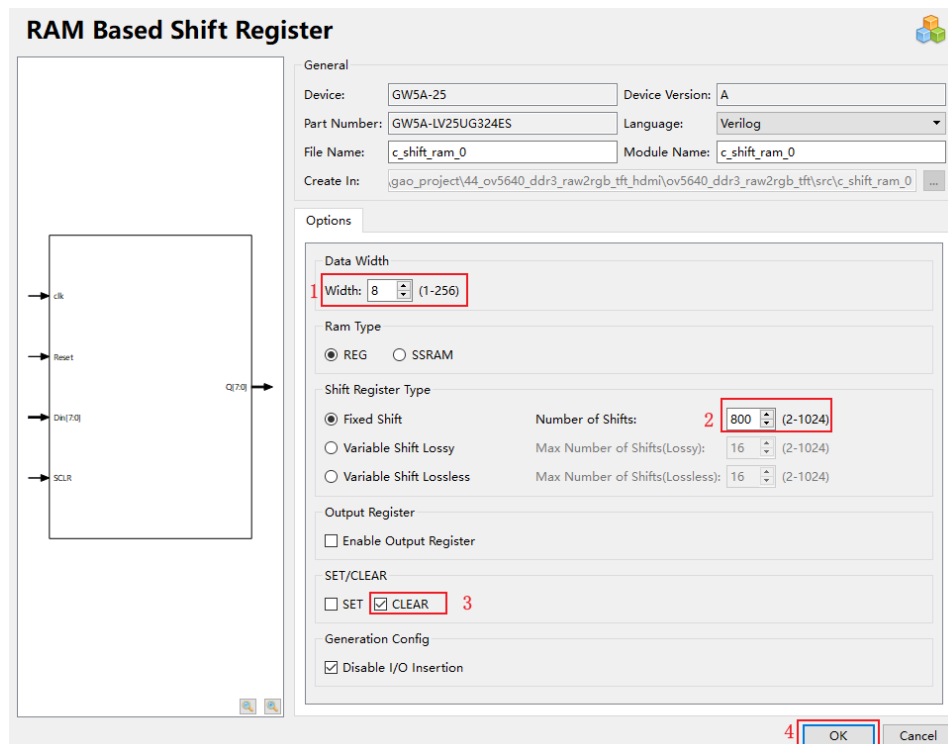 RAM Based Shift Register
General
Device: GW5A-25 Device Version: A
Part Number: GW5A-LV25UG324ES Language: Verilog
File Name: c_shift_ram_0 Module Name: c_shift_ram_0
Create In: \gao_project\44_ov5640_ddr3_raw2rgb_tft_hdmi\ov5640_ddr3_raw2rgb_tft\src\c_shift_ram_0 ...
Options
Data Width
1 Width: 8 (1-256)
Ram Type
REG SSRAM
Shift Register Type
Fixed Shift Number of Shifts: 2 800 (2-1024)
Variable Shift Lossy Max Number of Shifts(Lossy): 16 (2-1024)
Variable Shift Lossless Max Number of Shifts(Lossless): 16 (2-1024)
Output Register
Enable Output Register
SET/CLEAR
SET CLEAR 3
Generation Config
Disable I/O Insertion
clk
Reset
Q[7:0]
Din[7:0]
SCLR
4 OK Cancel